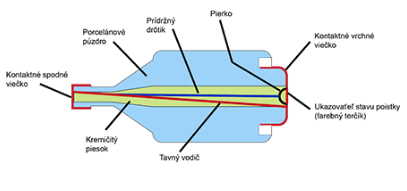 Pierko
Prídržný
drôtik
Porcelánové
púzdro
Kontaktné vrchné
viečko
Kontaktné spodné
viečko
Ukazovateľ stavu poistky
(farebný terčík)
Kremičitý
piesok
Tavný vodič